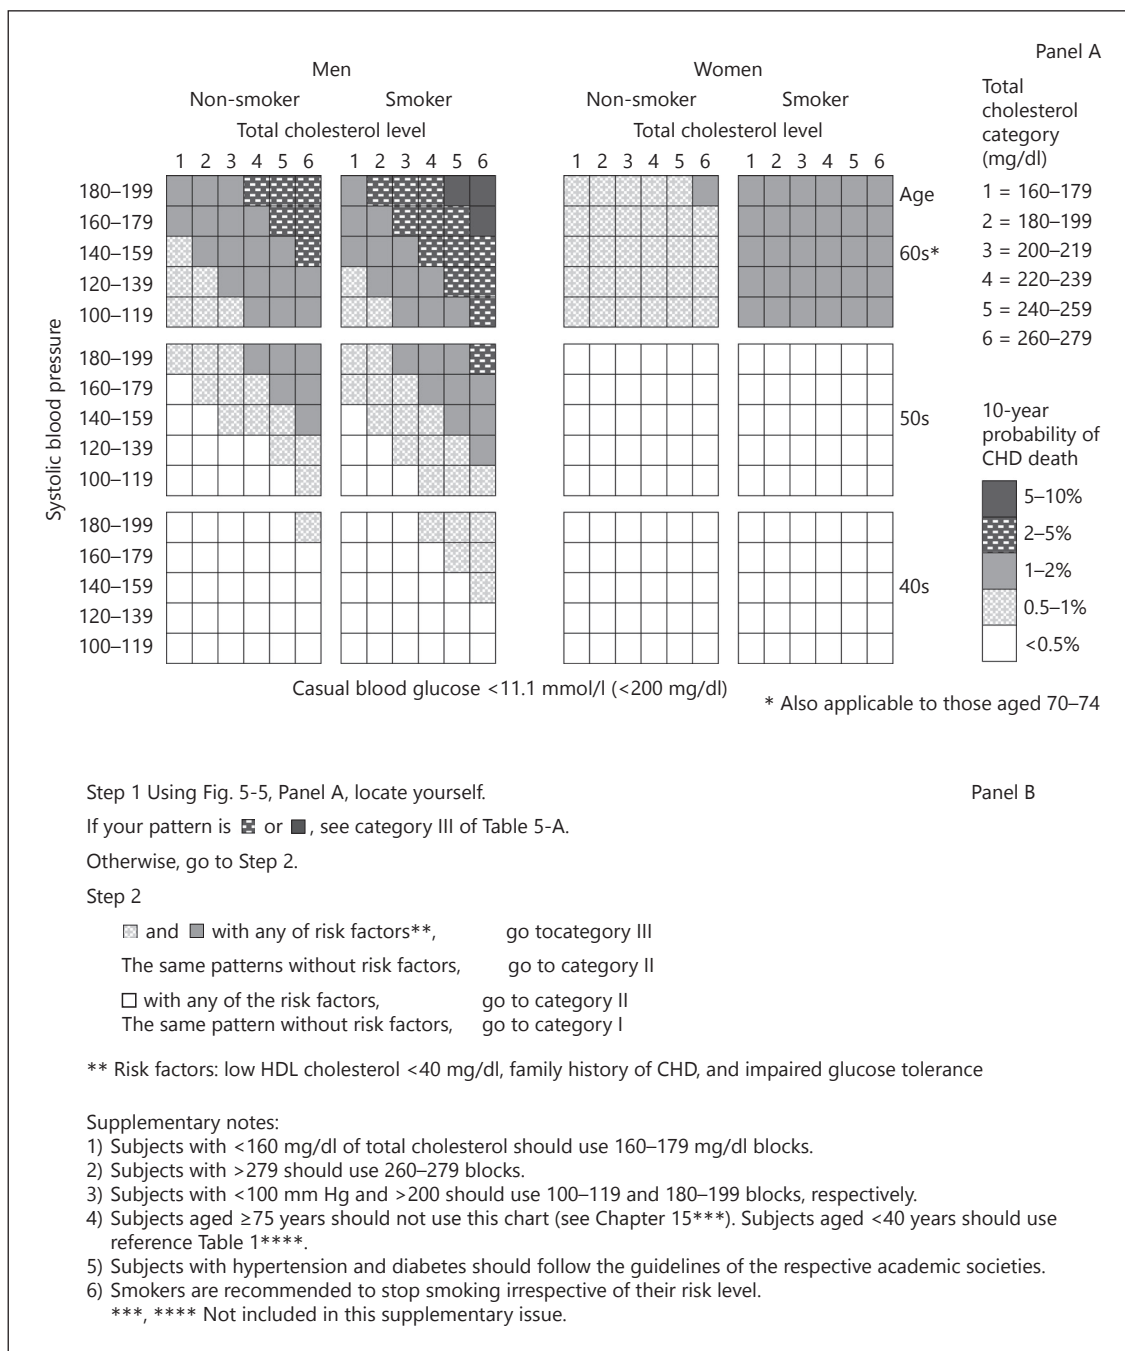 Panel A
Men
Women
Non-smoker
Smoker
Non-smoker
Smoker
Total cholesterol level
Total cholesterol level
1 2 3 4 5 6
1 2 3 4 5 6
1 2 3 4 5 6
1 2 3 4 5 6
Systolic blood pressure
180–199
160–179
140–159
120–139
100–119
180–199
160–179
140–159
120–139
100–119
180–199
160–179
140–159
120–139
100–119
Age
60s*
50s
40s
Total
cholesterol
category
(mg/dl)
1 = 160–179
2 = 180–199
3 = 200–219
4 = 220–239
5 = 240–259
6 = 260–279
10-year
probability of
CHD death
5–10%
2–5%
1–2%
0.5–1%
<0.5%
Casual blood glucose <11.1 mmol/l (<200 mg/dl)
* Also applicable to those aged 70–74
Step 1 Using Fig. 5-5, Panel A, locate yourself.
Panel B
If your pattern is or , see category III of Table 5-A.
Otherwise, go to Step 2.
Step 2
and with any of risk factors**, go tocategory III
The same patterns without risk factors, go to category II
with any of the risk factors, go to category II
The same pattern without risk factors, go to category I
** Risk factors: low HDL cholesterol <40 mg/dl, family history of CHD, and impaired glucose tolerance
Supplementary notes:
1) Subjects with <160 mg/dl of total cholesterol should use 160–179 mg/dl blocks.
2) Subjects with >279 should use 260–279 blocks.
3) Subjects with <100 mm Hg and >200 should use 100–119 and 180–199 blocks, respectively.
4) Subjects aged ≥75 years should not use this chart (see Chapter 15***). Subjects aged <40 years should use
reference Table 1****.
5) Subjects with hypertension and diabetes should follow the guidelines of the respective academic societies.
6) Smokers are recommended to stop smoking irrespective of their risk level.
***, **** Not included in this supplementary issue.